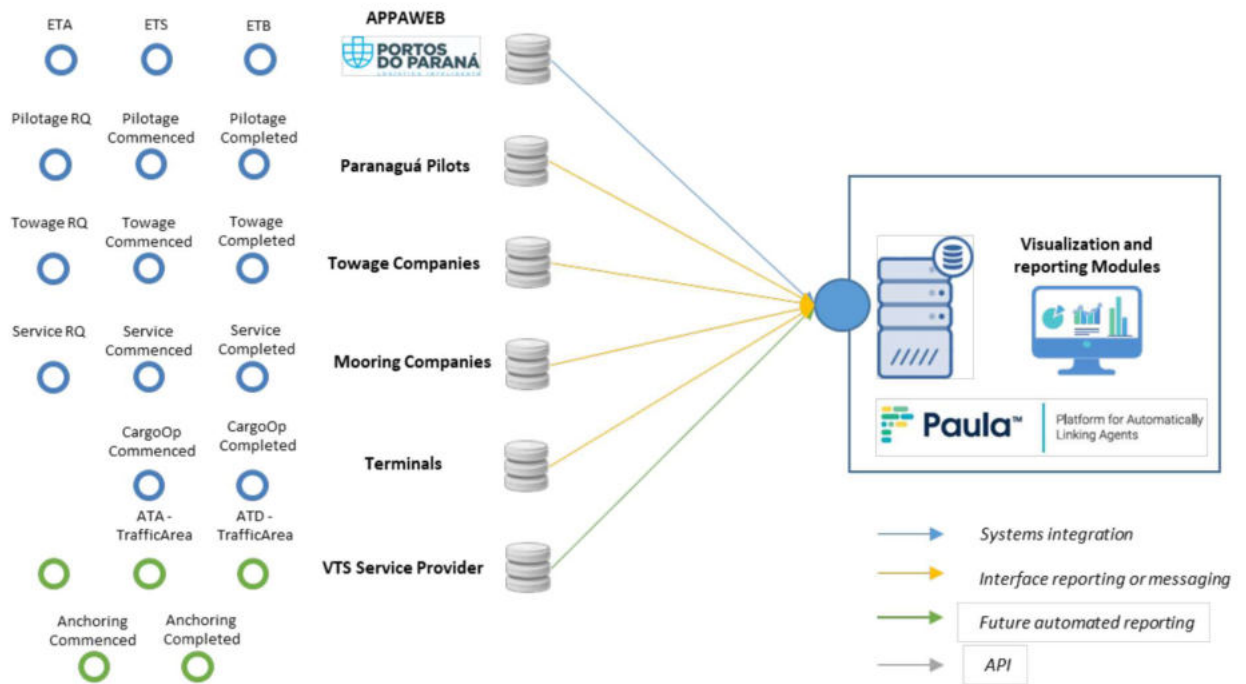 ETA
ETS
ETB
APPAWEB
PORTOS
DO PARANÁ
LOGÍSTICA INTELIGENTE
Pilotage RQ
Pilotage
Commenced
Pilotage
Completed
Paranaguá Pilots
Towage RQ
Towage
Commenced
Towage
Completed
Towage Companies
Service RQ
Service
Commenced
Service
Completed
Mooring Companies
CargoOp
Commenced
CargoOp
Completed
Terminals
ATA -
TrafficArea
ATD -
TrafficArea
VTS Service Provider
Anchoring
Commenced
Anchoring
Completed
Visualization and
reporting Modules
Paula™
Platform for Automatically
Linking Agents
Systems integration
Interface reporting or messaging
Future automated reporting
API